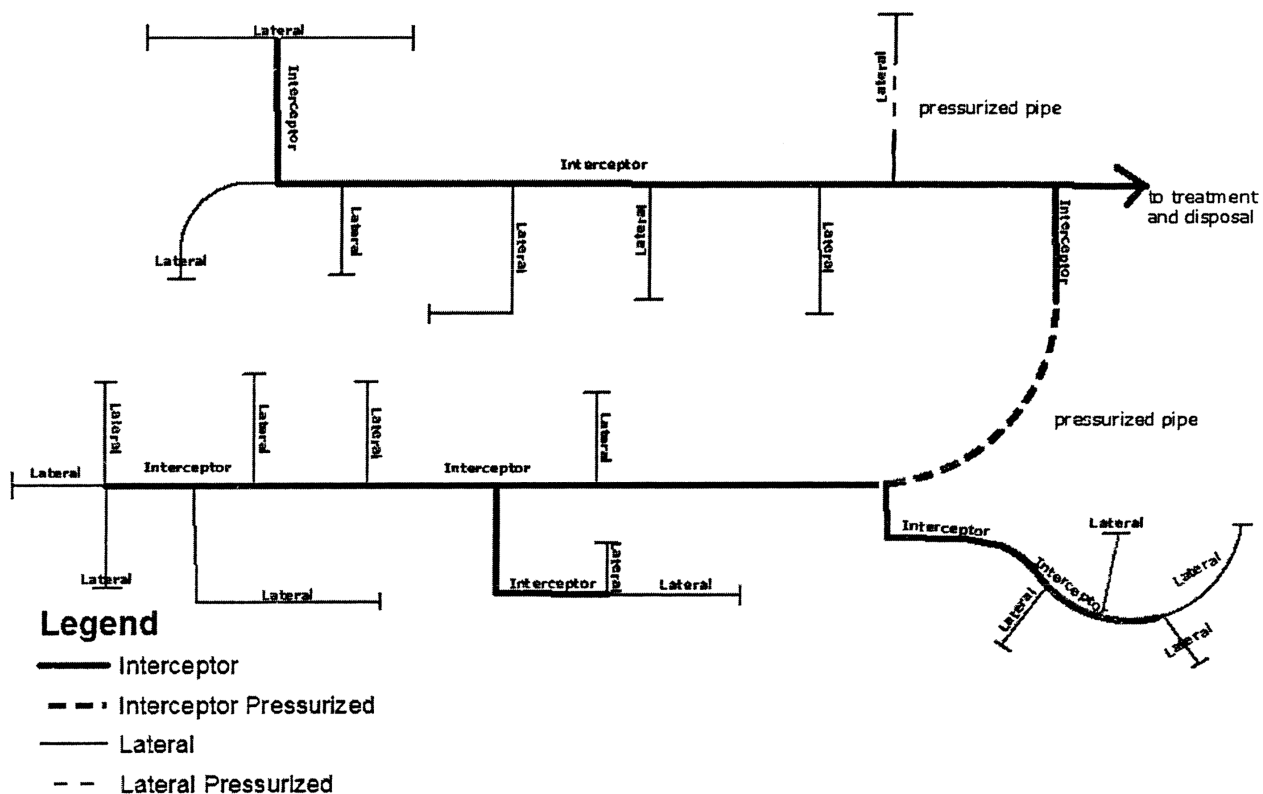 Lateral
Interceptor
Lateral
pressurized pipe
Interceptor
to treatment
and disposal
Lateral
Lateral
Lateral
Lateral
Lateral
Interceptor
Lateral
Lateral
Lateral
Lateral
pressurized pipe
Lateral
Interceptor
Interceptor
Lateral
Lateral
Interceptor
Lateral
Lateral
Interceptor
Interceptor
Lateral
Lateral
Lateral
Lateral
Legend
Interceptor
Interceptor Pressurized
Lateral
Lateral Pressurized